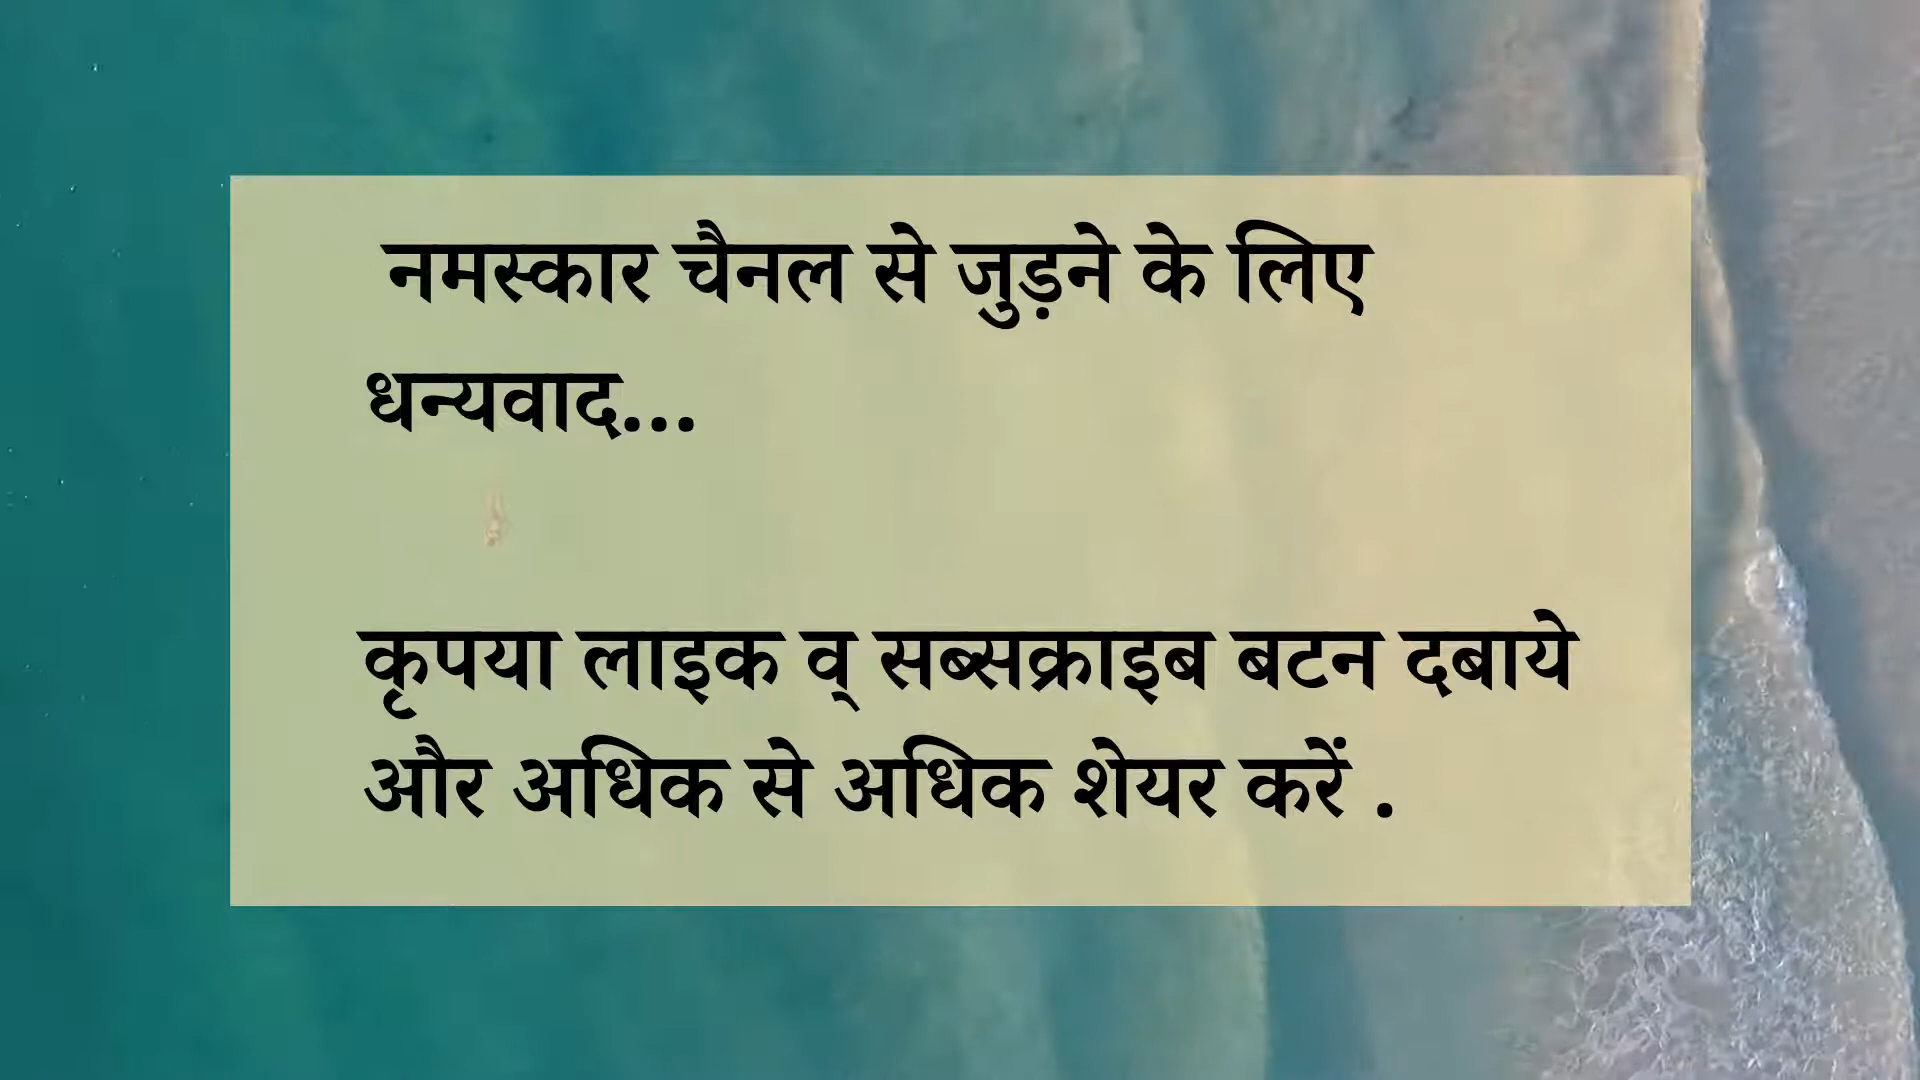 नमस्कार चैनल से जुड़ने के लिए
धन्यवाद...
कृपया लाइक व् सब्सक्राइब बटन दबाये
और अधिक से अधिक शेयर करें .